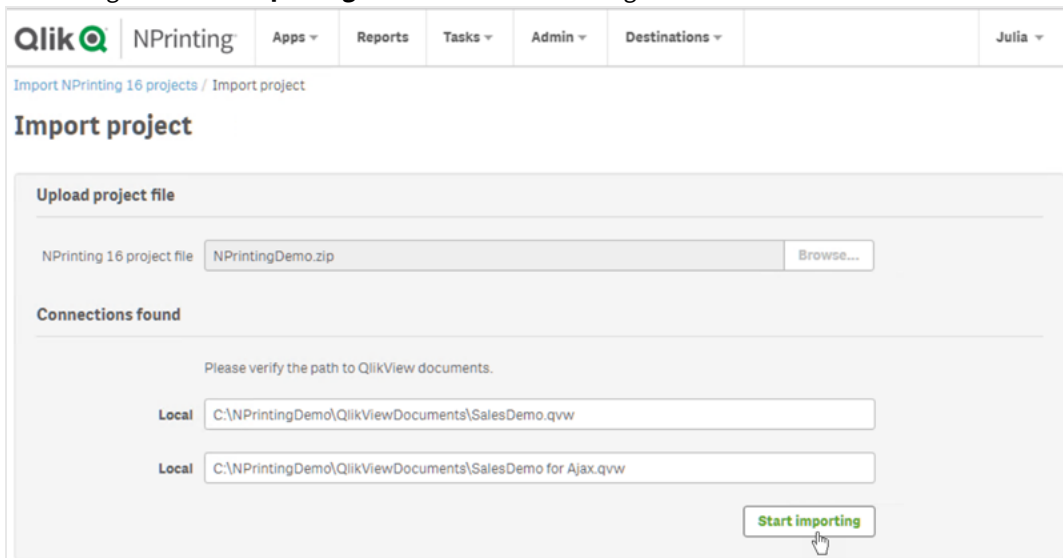 Qlik NPrinting Apps Reports Tasks Admin Destinations Julia
Import NPrinting 16 projects / Import project
Import project
Upload project file
NPrinting 16 project file NPrintingDemo.zip Browse...
Connections found
Please verify the path to QlikView documents.
Local C:\NPrintingDemo\QlikViewDocuments\SalesDemo.qvw
Local C:\NPrintingDemo\QlikViewDocuments\SalesDemo for Ajax.qvw
Start importing